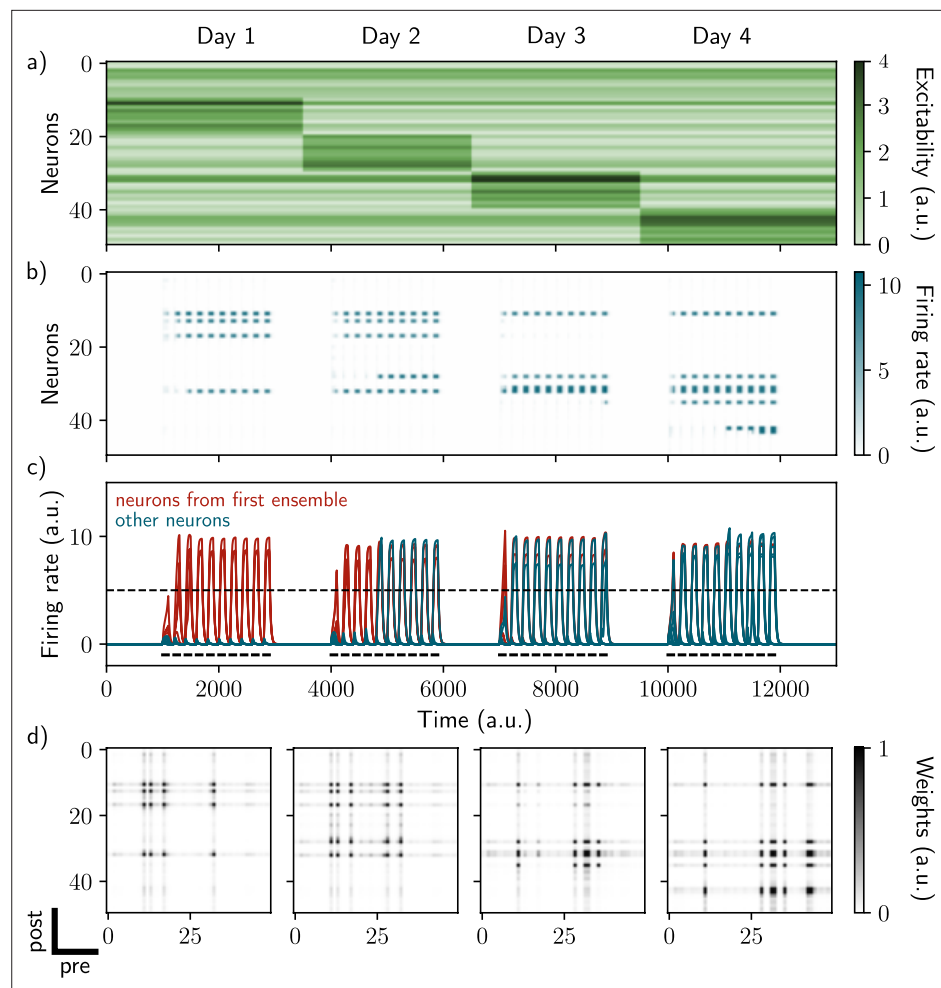 Day 1 Day 2 Day 3 Day 4
a)
0
20
40
Neurons
4
3
2
1
0
Excitability (a.u.)
b)
0
20
40
Neurons
10
5
0
Firing rate (a.u.)
c)
neurons from first ensemble
other neurons
10
0
Firing rate (a.u.)
0 2000 4000 6000 8000 10000 12000
Time (a.u.)
d)
0
20
40
0 25 0 25 0 25 0 25
1
0
Weights (a.u.)
post
pre